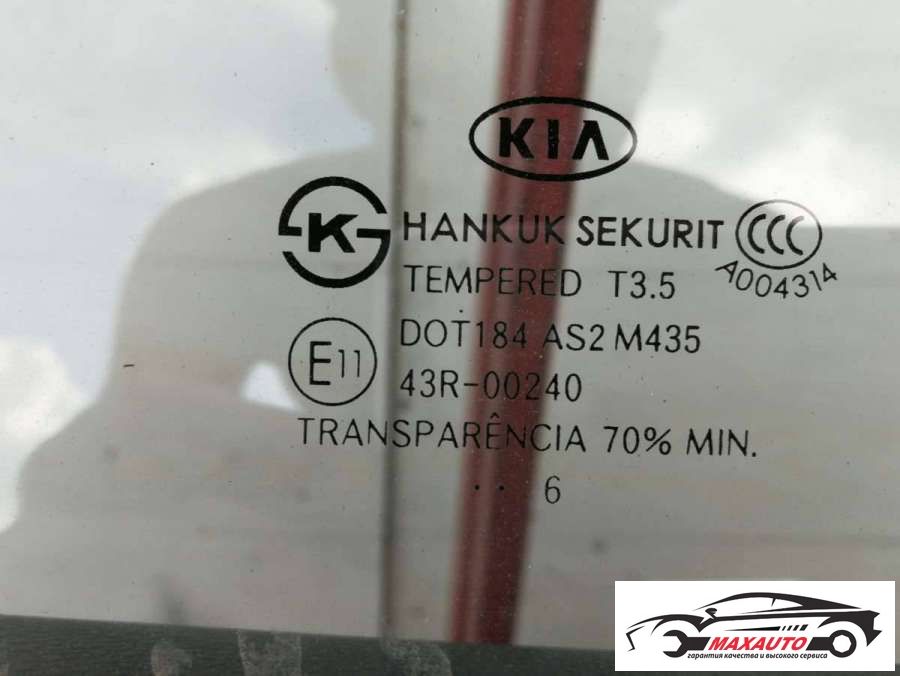 KIA
K HANKUK SEKURIT CCC
A004314
TEMPERED T3.5
DOT184 AS2 M435
E11 43R-00240
TRANSPARÊNCIA 70% MIN.
. . 6
MAXAUTO
гарантия качества и высокого сервиса